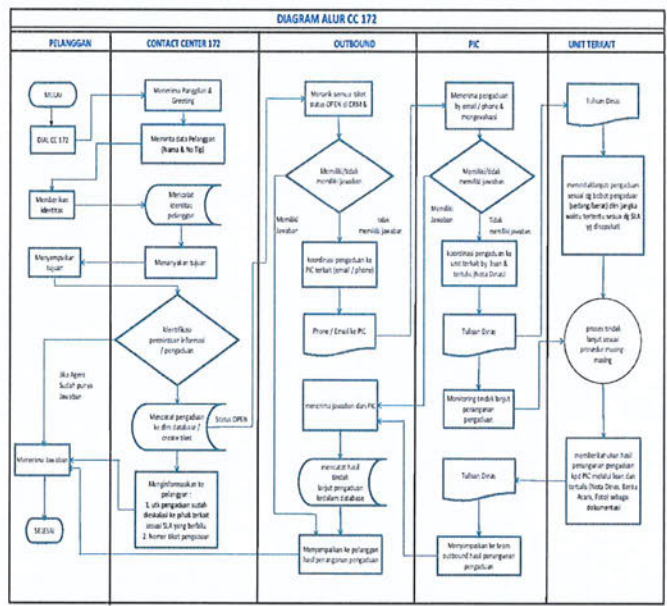 DIAGRAM ALUR CC 172
PELANGGAN
CONTACT CENTER 172
OUTBOUND
PIC
UNIT TERKAIT
MULAI
DIAL CC 172
Memberikan
identitas
Menyampaikan
tujuan
Jika Agent
Sudah punya
Jawaban
Menerima Jawaban
SELESAI
Menerima Panggilan &
Greeting
Meminta data Pelanggan
(Nama & No Tlp)
Mencatat
identitas
pelanggan
Menanyakan tujuan
Identifikasi
permintaan informasi
/ pengaduan
Mencatat pengaduan
ke dlm database /
create tiket
Status OPEN
Menginformasikan ke
pelanggan :
1. utk pengaduan sudah
dieskalasi ke pihak terkait
sesuai SLA yang berlaku
2. Nomer tiket pengaduan
Menarik semua tiket
status OPEN di CRM &
Memiliki/tidak
memiliki jawaban
Memiliki
Jawaban
tidak
memiliki jawaban
koordinasi pengaduan ke
PIC terkait (email / phone)
Phone / Email ke PIC
menerima jawaban dari PIC
mencatat hasil
tindak
lanjut pengaduan
kedalam database
Menyampaikan ke pelanggan
hasil penanganan pengaduan
Menerima pengaduan
by email / phone &
mengevaluasi
Memiliki/tidak
memiliki jawaban
Memiliki
Jawaban
Tidak
memiliki jawaban
koordinasi pengaduan ke
unit terkait by lisan &
tertulis (Nota Dinas)
Tulisan Dinas
Monitoring tindak lanjut
penanganan
pengaduan
Tulisan Dinas
Menyampaikan ke team
outbound hasil penanganan
pengaduan
Tulisan Dinas
menindaklanjuti pengaduan
sesuai dg bobot pengaduan
(sedang/berat) dlm jangka
waktu tertentu sesuai dg SLA
yg disepakati
proses tindak
lanjut sesuai
prosedur masing
masing
memberitahukan hasil
penanganan pengaduan
kpd PIC melalui lisan dan
tertulis (Nota Dinas, Berita
Acara, Foto) sebagai
dokumentasi